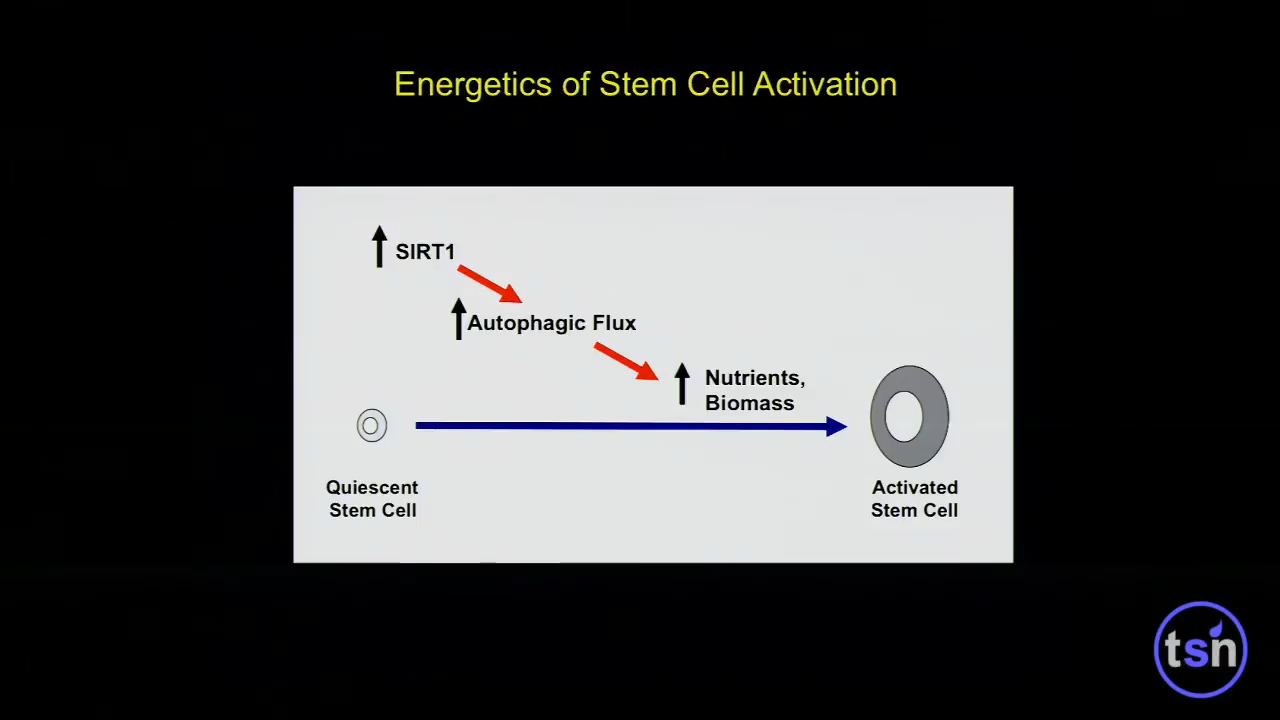 Energetics of Stem Cell Activation
SIRT1
Autophagic Flux
Nutrients,
Biomass
Quiescent
Stem Cell
Activated
Stem Cell
tsn